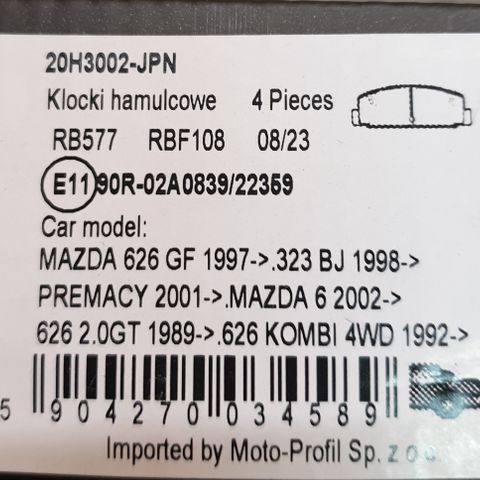 20H3002-JPN
Klocki hamulcowe 4 Pieces
RB577 RBF108 08/23
E11 90R-02A0839/22359
Car model:
MAZDA 626 GF 1997->.323 BJ 1998->
PREMACY 2001->.MAZDA 6 2002->
626 2.0GT 1989->.626 KOMBI 4WD 1992->
5 904270 034589
Imported by Moto-Profil Sp. z o.o.